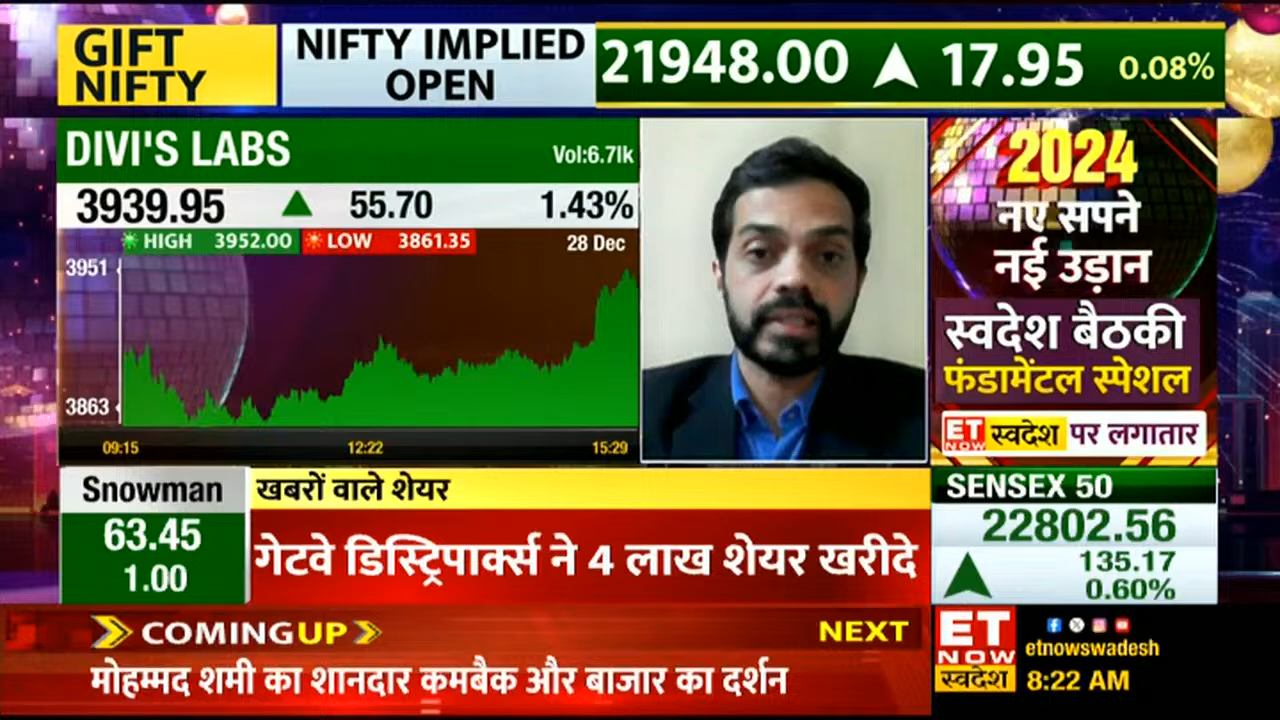 GIFT
NIFTY
NIFTY IMPLIED
OPEN
21948.00 ▲ 17.95 0.08%
DIVI'S LABS Vol:6.7lk
3939.95 ▲ 55.70 1.43%
HIGH 3952.00 LOW 3861.35 28 Dec
3951
3863
09:15 12:22 15:29
2024
नए सपने
नई उड़ान
स्वदेश बैठकी
फंडामेंटल स्पेशल
ET NOW स्वदेश पर लगातार
Snowman
63.45
1.00
खबरों वाले शेयर
गेटवे डिस्ट्रिपार्क्स ने 4 लाख शेयर खरीदे
SENSEX 50
22802.56
135.17
0.60%
COMING UP NEXT
मोहम्मद शमी का शानदार कमबैक और बाजार का दर्शन
ET
NOW
स्वदेश
etnowswadesh
8:22 AM